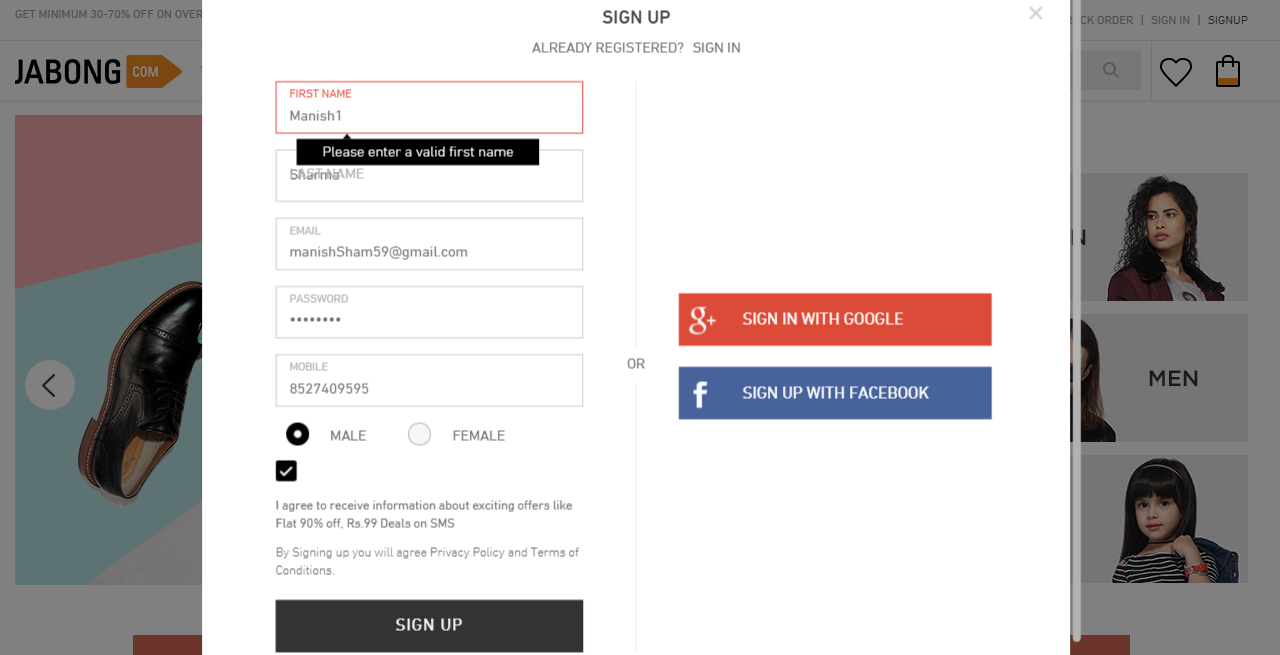 GET MINIMUM 30-70% OFF ON OVER
SIGN UP
ORDER | SIGN IN | SIGNUP
ALREADY REGISTERED? SIGN IN
JABONG COM
FIRST NAME
Manish1
Please enter a valid first name
LAST NAME
Sharma
EMAIL
manishSham59@gmail.com
PASSWORD
••••••••
MOBILE
8527409595
MALE FEMALE
I agree to receive information about exciting offers like
Flat 90% off, Rs.99 Deals on SMS
By Signing up you will agree Privacy Policy and Terms of
Conditions.
SIGN UP
OR
g+ SIGN IN WITH GOOGLE
f SIGN UP WITH FACEBOOK
MEN